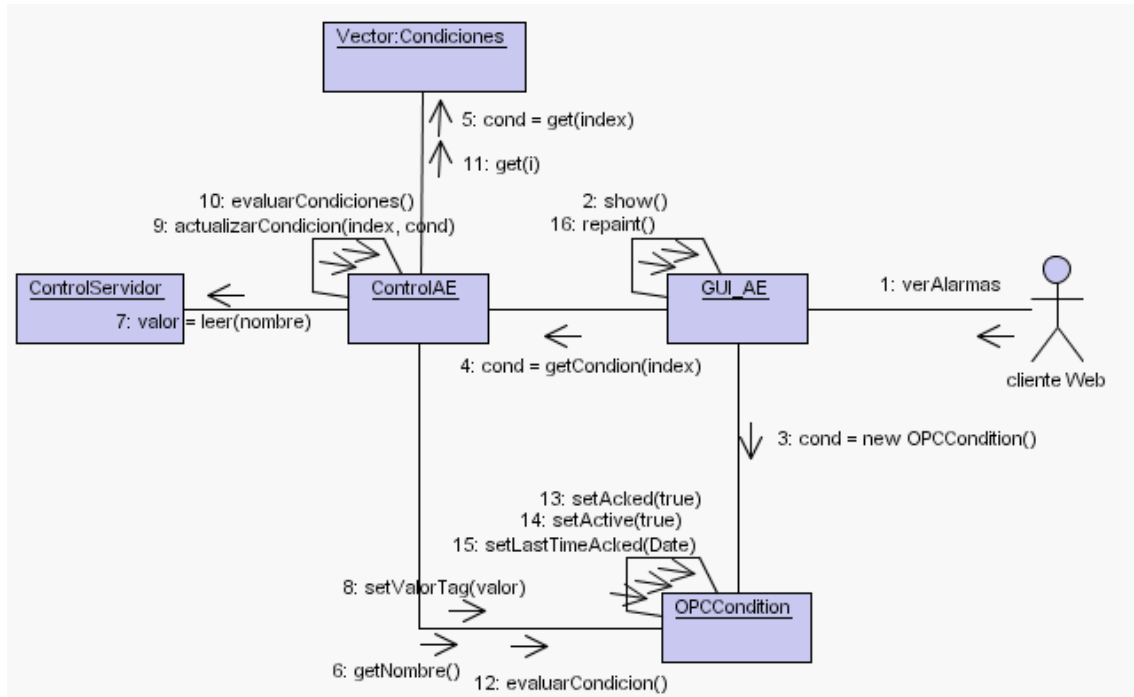 Vector:Condiciones
5: cond = get(index)
11: get(i)
10: evaluarCondiciones()
9: actualizarCondicion(index, cond)
2: show()
16: repaint()
ControlServidor
ControlAE
GUI_AE
1: verAlarmas
7: valor = leer(nombre)
4: cond = getCondion(index)
cliente Web
3: cond = new OPCCondition()
13: setAcked(true)
14: setActive(true)
15: setLastTimeAcked(Date)
8: setValorTag(valor)
OPCCondition
6: getNombre()
12: evaluarCondicion()